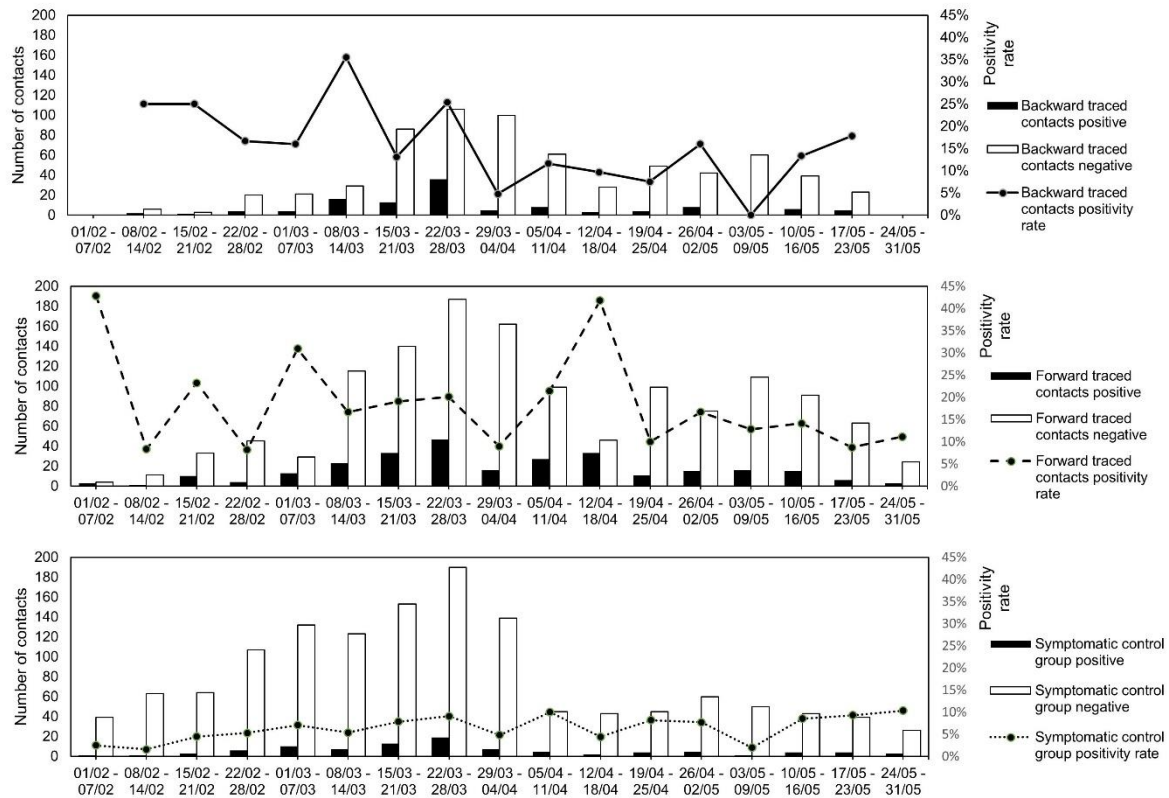 Number of contacts
200
180
160
140
120
100
80
60
40
20
0
45%
40%
35%
30%
25%
20%
15%
10%
5%
0%
Positivity
rate
Backward traced
contacts positive
Backward traced
contacts negative
Backward traced
contacts positivity
rate
01/02 - 08/02 - 15/02 - 22/02 - 01/03 - 08/03 - 15/03 - 22/03 - 29/03 - 05/04 - 12/04 - 19/04 - 26/04 - 03/05 - 10/05 - 17/05 - 24/05 -
07/02 14/02 21/02 28/02 07/03 14/03 21/03 28/03 04/04 11/04 18/04 25/04 02/05 09/05 16/05 23/05 31/05
Number of contacts
200
180
160
140
120
100
80
60
40
20
0
45%
40%
35%
30%
25%
20%
15%
10%
5%
0%
Positivity
rate
Forward traced
contacts positive
Forward traced
contacts negative
Forward traced
contacts positivity
rate
01/02 - 08/02 - 15/02 - 22/02 - 01/03 - 08/03 - 15/03 - 22/03 - 29/03 - 05/04 - 12/04 - 19/04 - 26/04 - 03/05 - 10/05 - 17/05 - 24/05 -
07/02 14/02 21/02 28/02 07/03 14/03 21/03 28/03 04/04 11/04 18/04 25/04 02/05 09/05 16/05 23/05 31/05
Number of contacts
200
180
160
140
120
100
80
60
40
20
0
45%
40%
35%
30%
25%
20%
15%
10%
5%
0%
Positivity
rate
Symptomatic control
group positive
Symptomatic control
group negative
Symptomatic control
group positivity rate
01/02 - 08/02 - 15/02 - 22/02 - 01/03 - 08/03 - 15/03 - 22/03 - 29/03 - 05/04 - 12/04 - 19/04 - 26/04 - 03/05 - 10/05 - 17/05 - 24/05 -
07/02 14/02 21/02 28/02 07/03 14/03 21/03 28/03 04/04 11/04 18/04 25/04 02/05 09/05 16/05 23/05 31/05